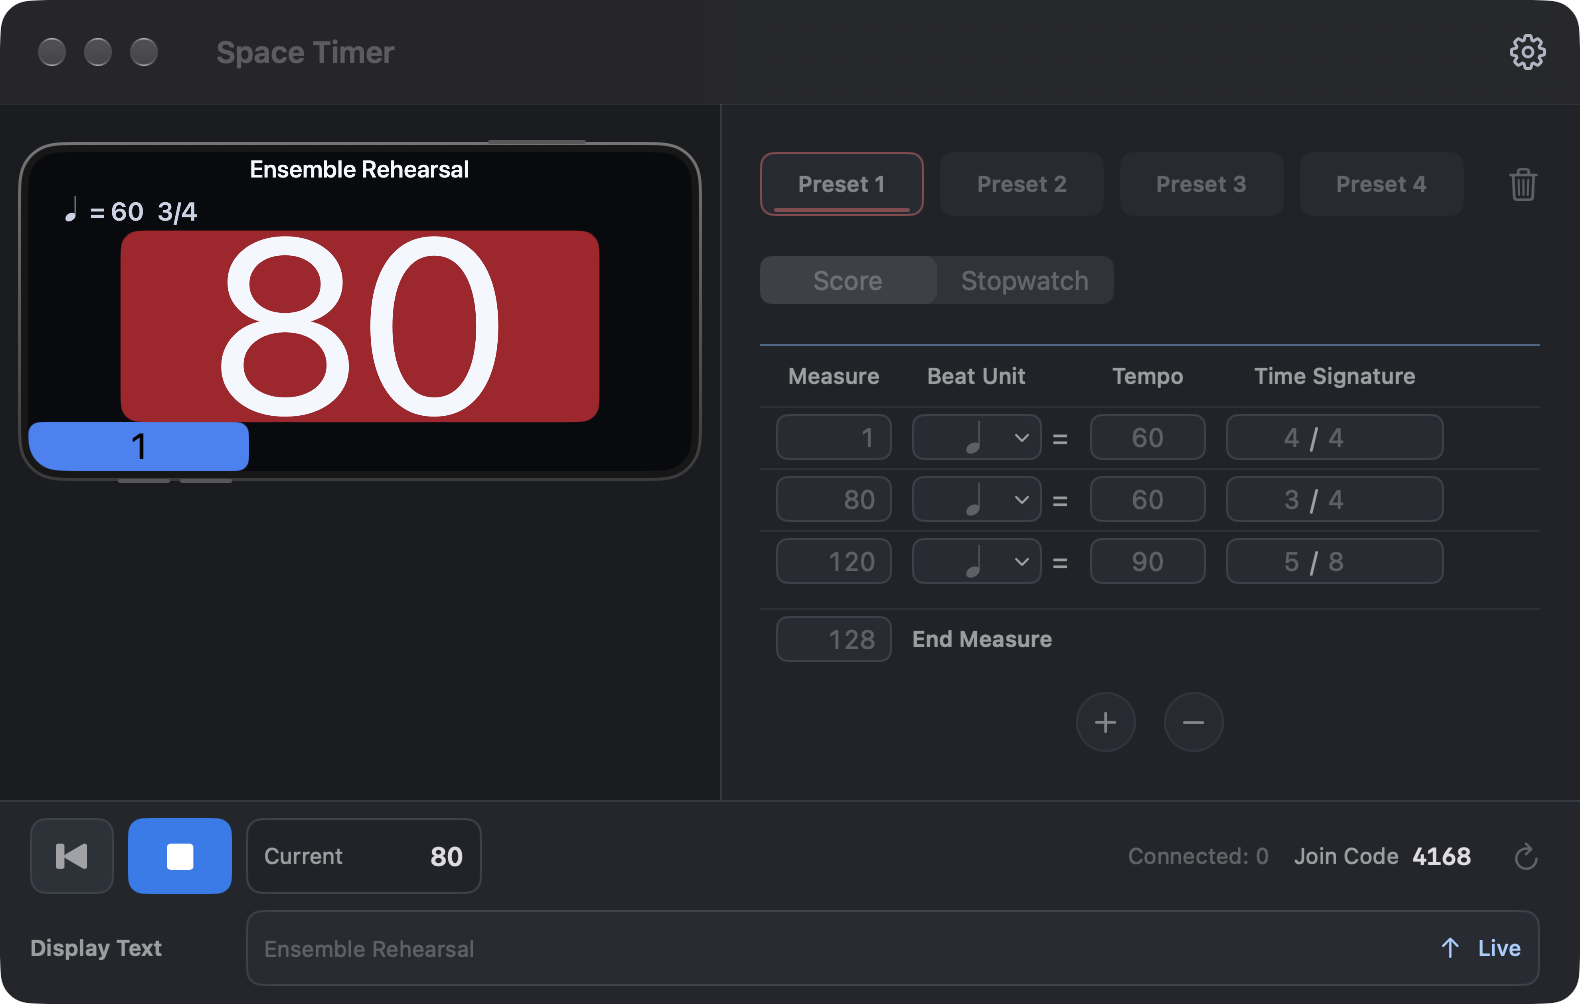 Space Timer
Ensemble Rehearsal
♩ = 60 3/4
80
1
Preset 1 Preset 2 Preset 3 Preset 4
Score Stopwatch
Measure Beat Unit Tempo Time Signature
1 ♩ = 60 4 / 4
80 ♩ = 60 3 / 4
120 ♩ = 90 5 / 8
128 End Measure
+ −
Current 80
Connected: 0 Join Code 4168
Display Text Ensemble Rehearsal ↑ Live